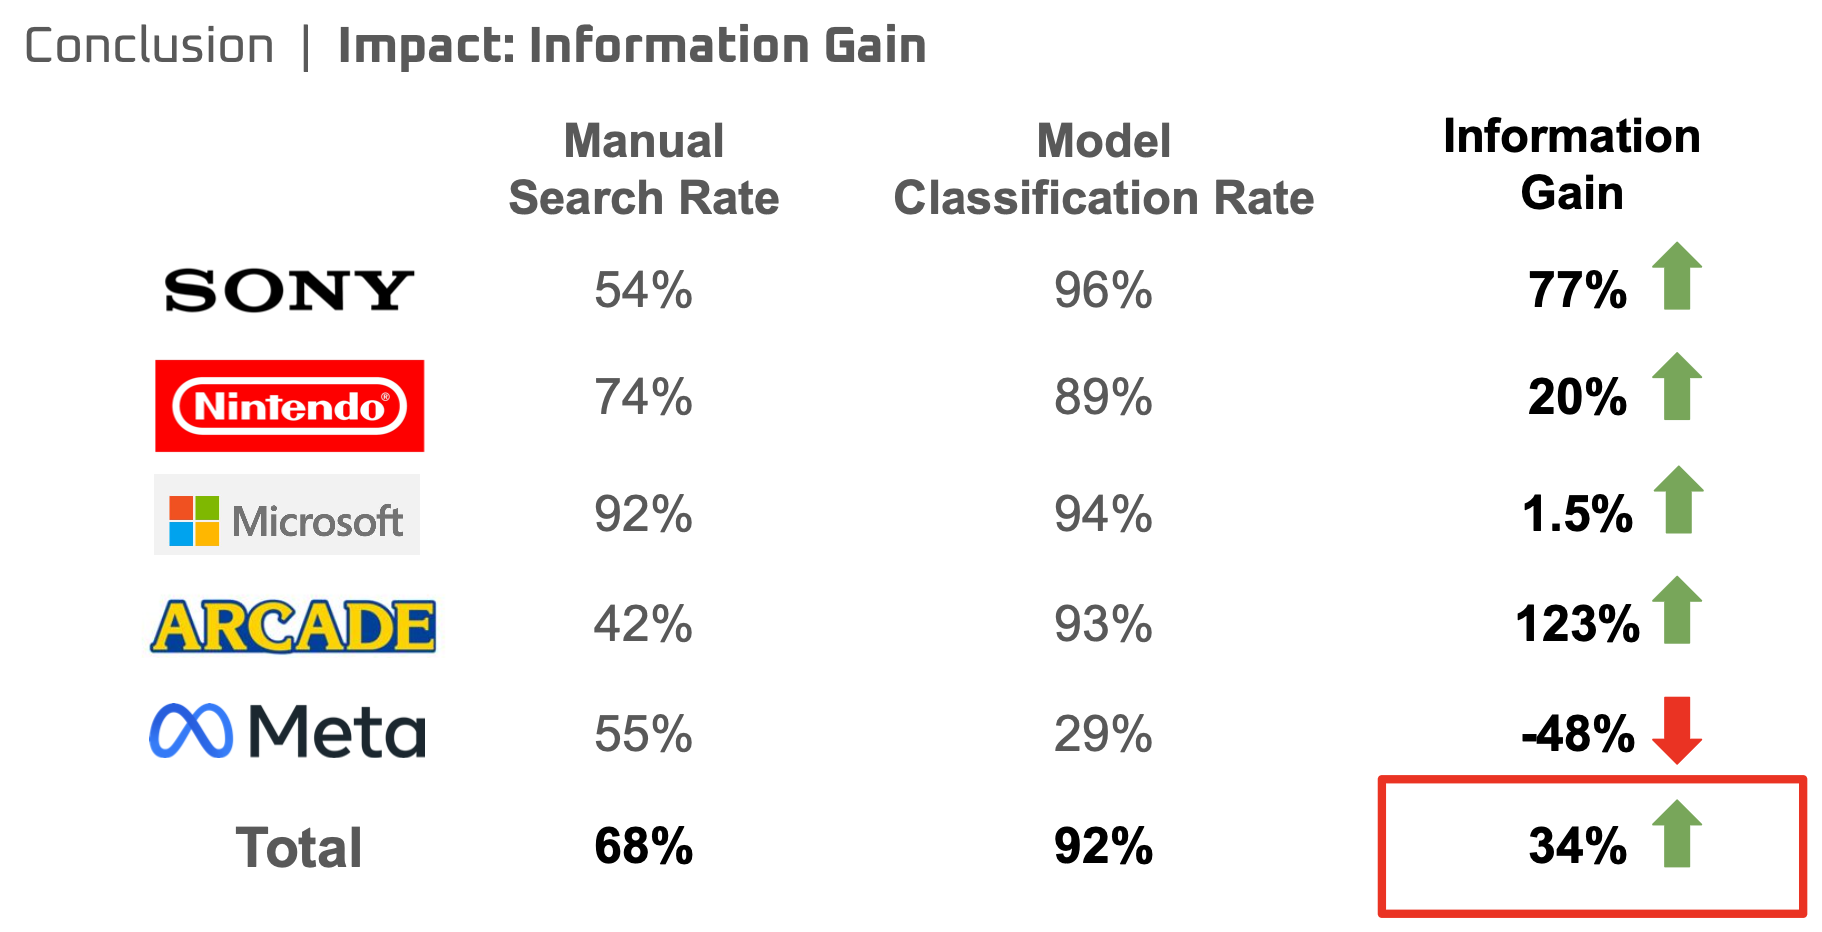 Conclusion | Impact: Information Gain
Manual Search Rate
Model Classification Rate
Information Gain
SONY 54% 96% 77%
Nintendo® 74% 89% 20%
Microsoft 92% 94% 1.5%
ARCADE 42% 93% 123%
Meta 55% 29% -48%
Total 68% 92% 34%